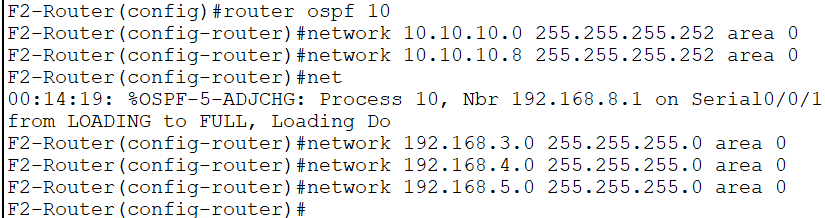 F2-Router(config)#router ospf 10
F2-Router(config-router)#network 10.10.10.0 255.255.255.252 area 0
F2-Router(config-router)#network 10.10.10.8 255.255.255.252 area 0
F2-Router(config-router)#net
00:14:19: %OSPF-5-ADJCHG: Process 10, Nbr 192.168.8.1 on Serial0/0/1
from LOADING to FULL, Loading Do
F2-Router(config-router)#network 192.168.3.0 255.255.255.0 area 0
F2-Router(config-router)#network 192.168.4.0 255.255.255.0 area 0
F2-Router(config-router)#network 192.168.5.0 255.255.255.0 area 0
F2-Router(config-router)#